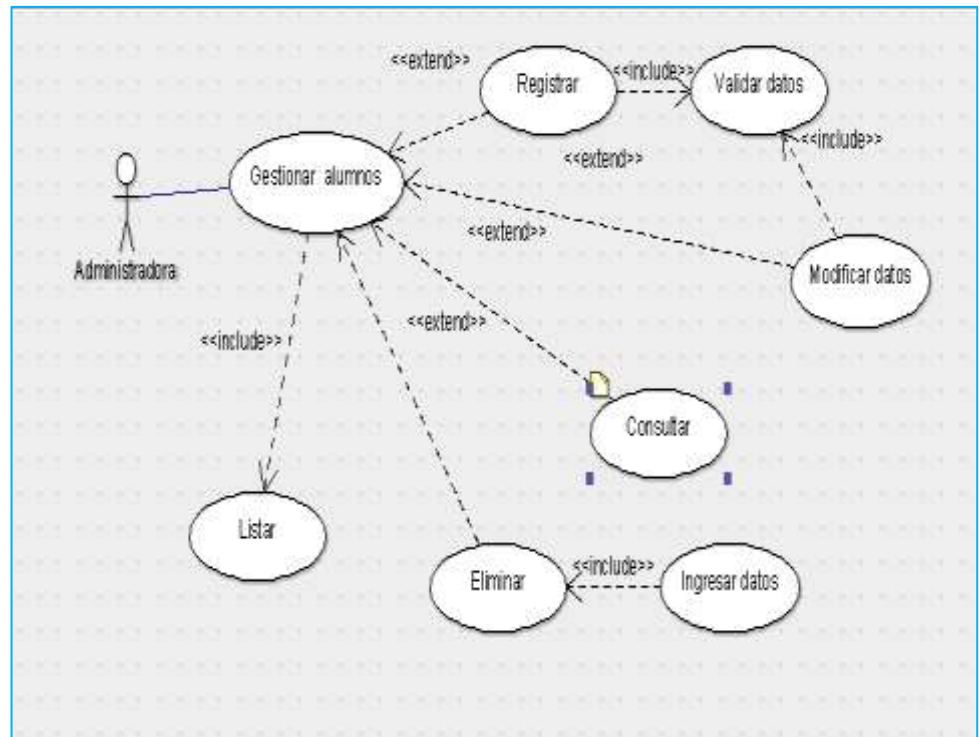 <<extend>>
Registrar
<<include>>
Validar datos
<<include>>
<<extend>>
Gestionar alumnos
<<extend>>
Administradora
Modificar datos
<<extend>>
<<include>>
Consultar
Listar
Eliminar
<<include>>
Ingresar datos